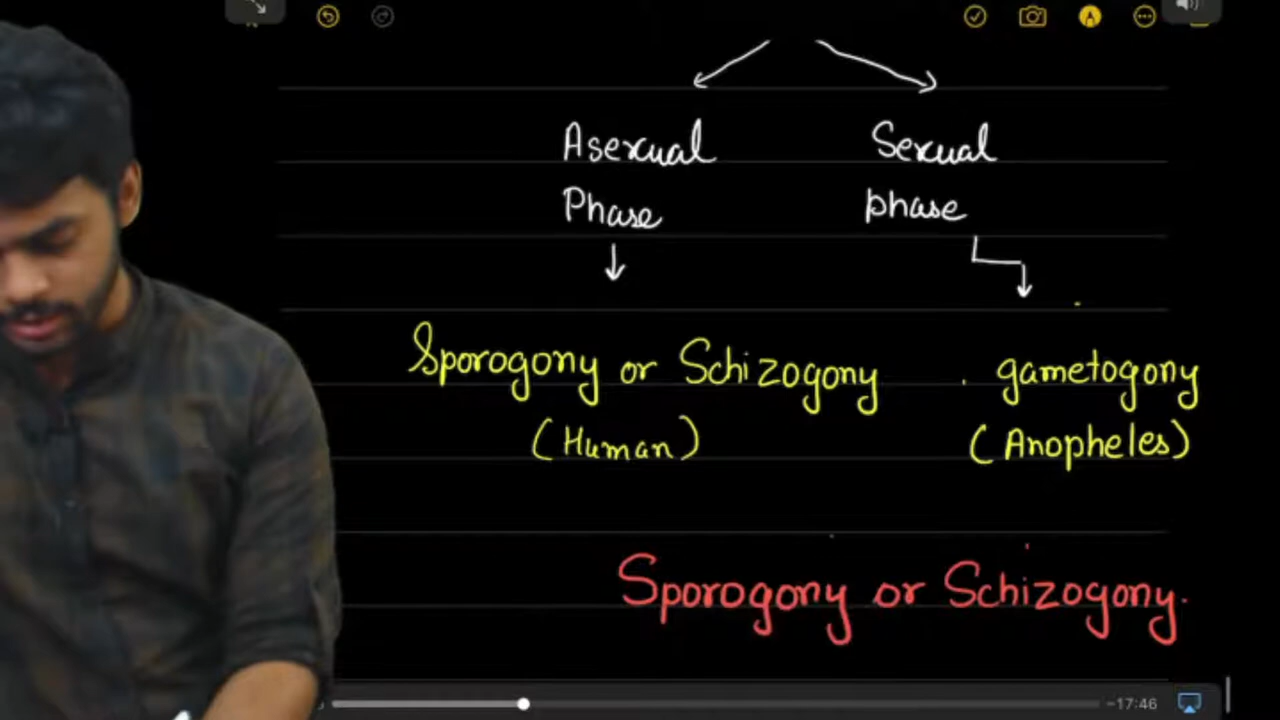 Asexual Sexual
Phase phase
Sporogony or Schizogony gametogony
(Human) (Anopheles)
Sporogony or Schizogony.
-17:46